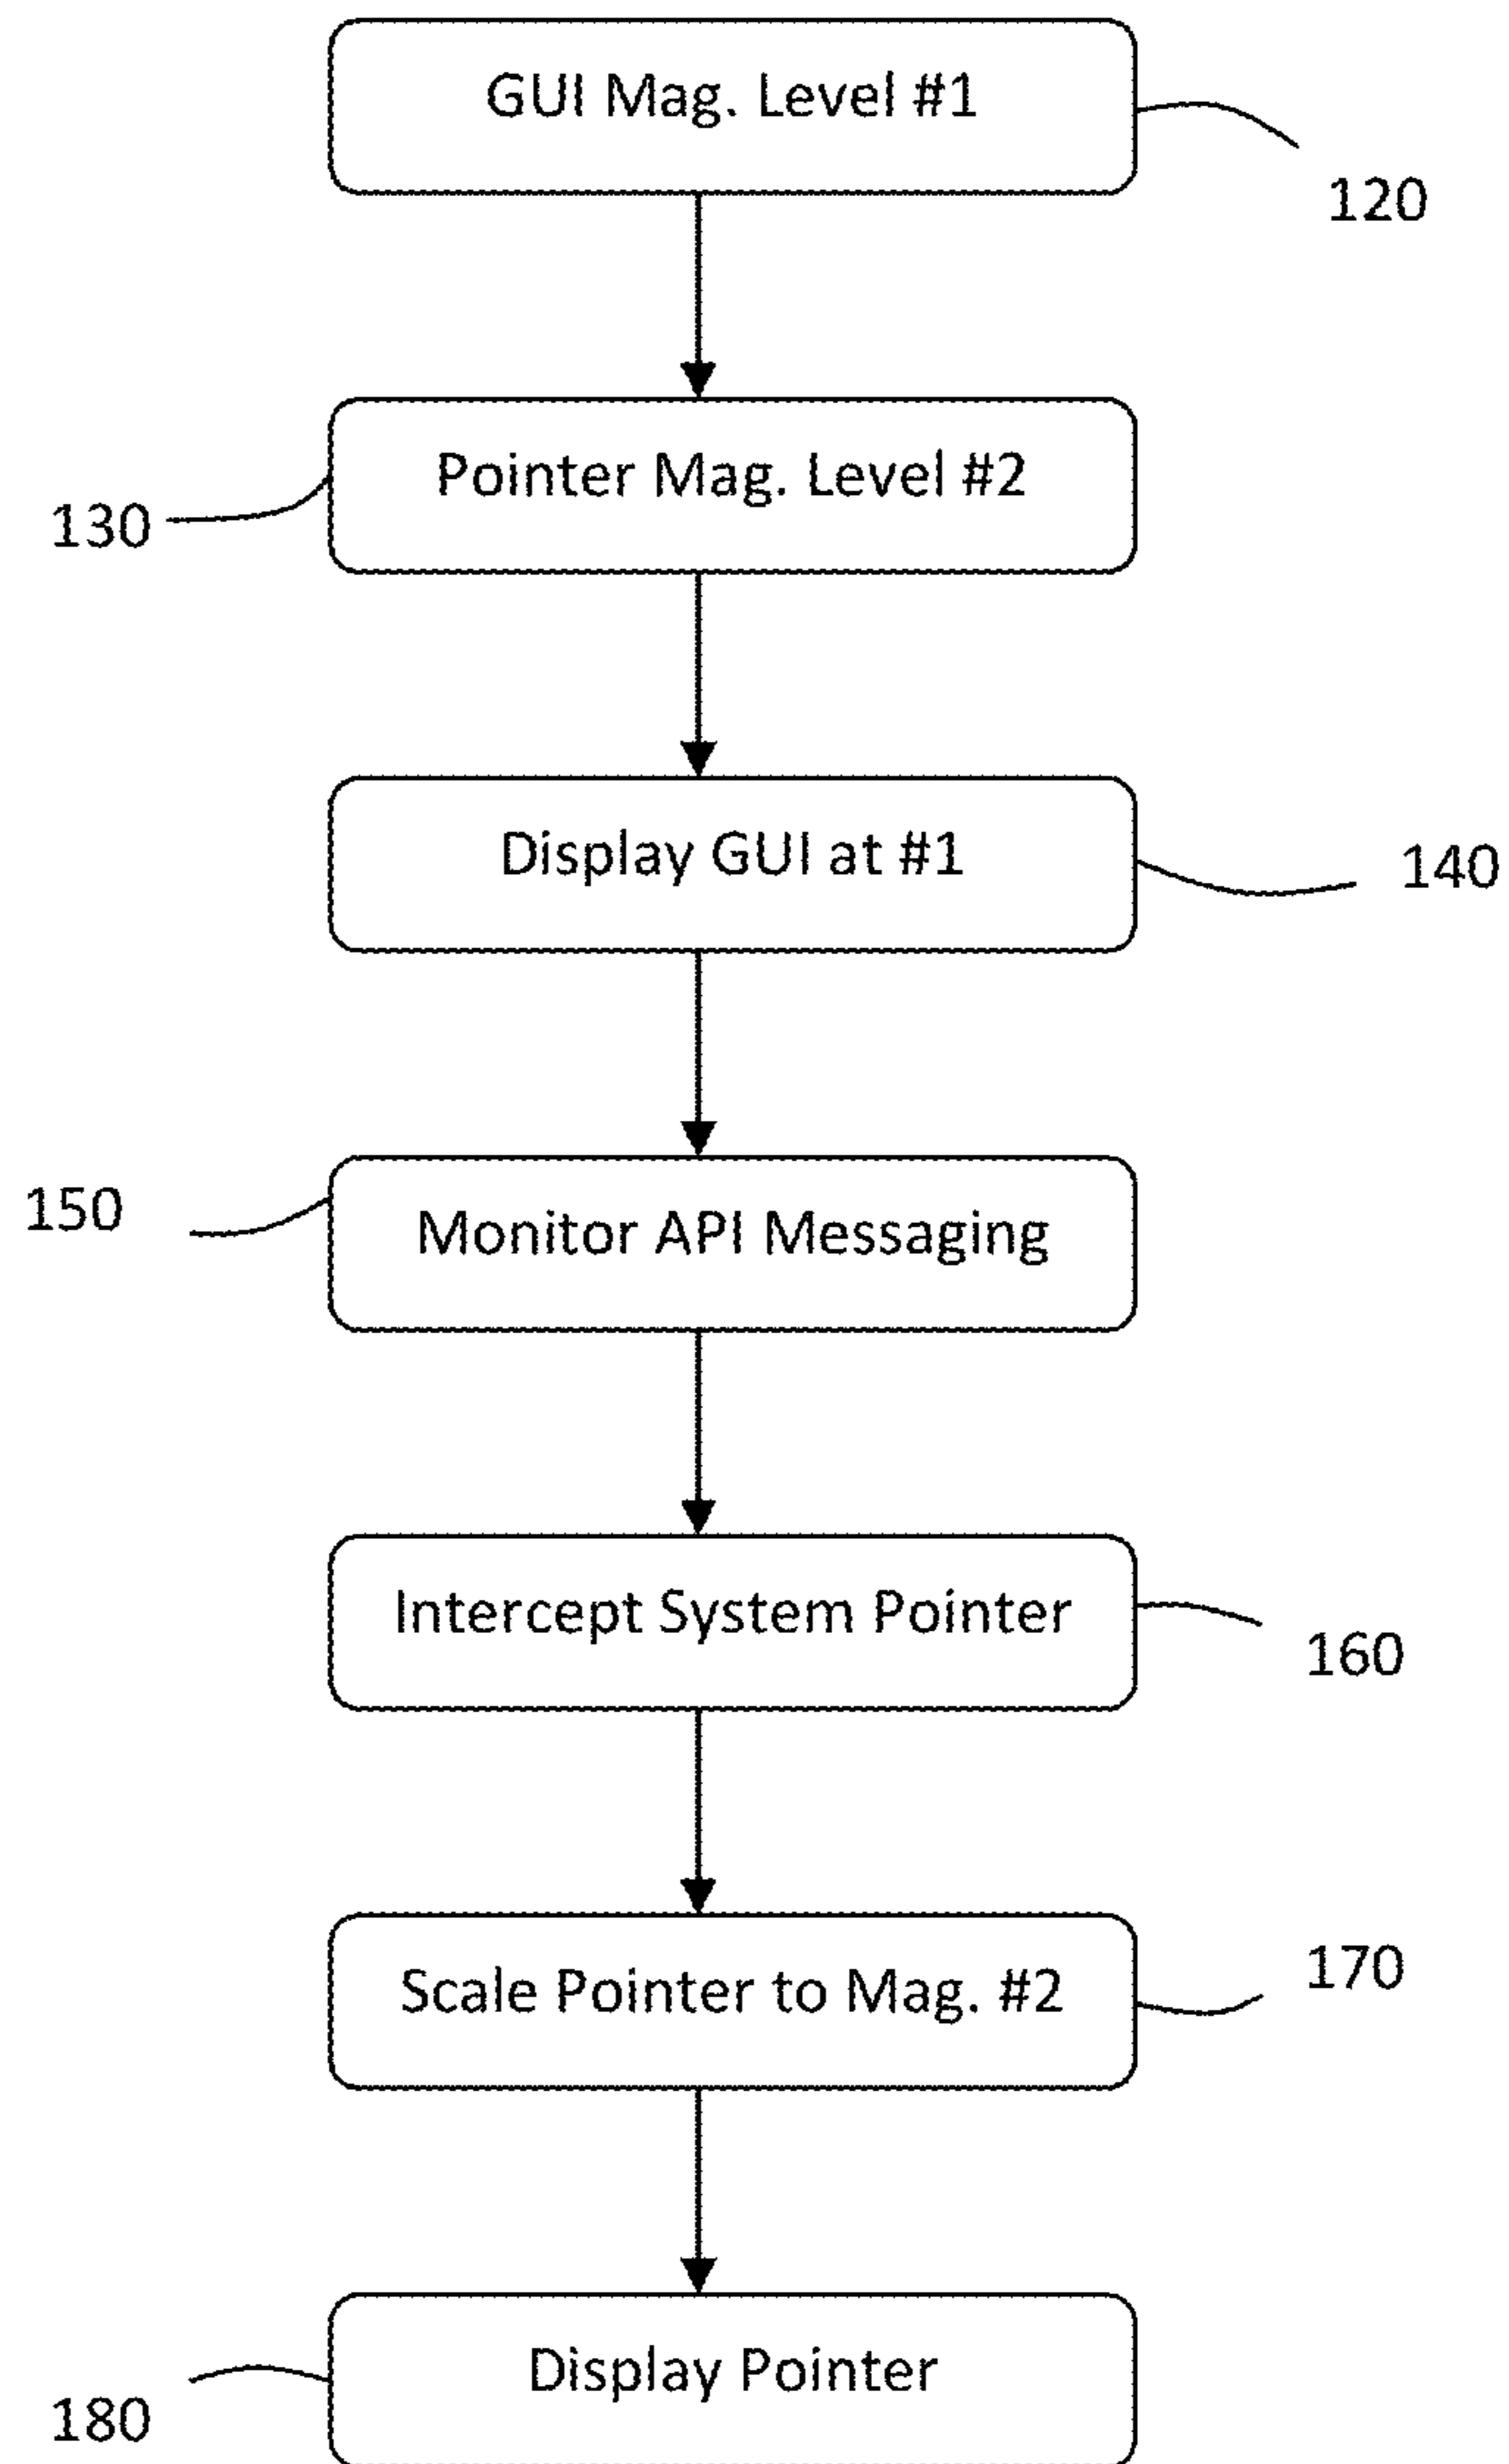 GUI Mag. Level #1
120
Pointer Mag. Level #2
130
Display GUI at #1
140
150
Monitor API Messaging
Intercept System Pointer
160
170
Scale Pointer to Mag. #2
Display Pointer
180